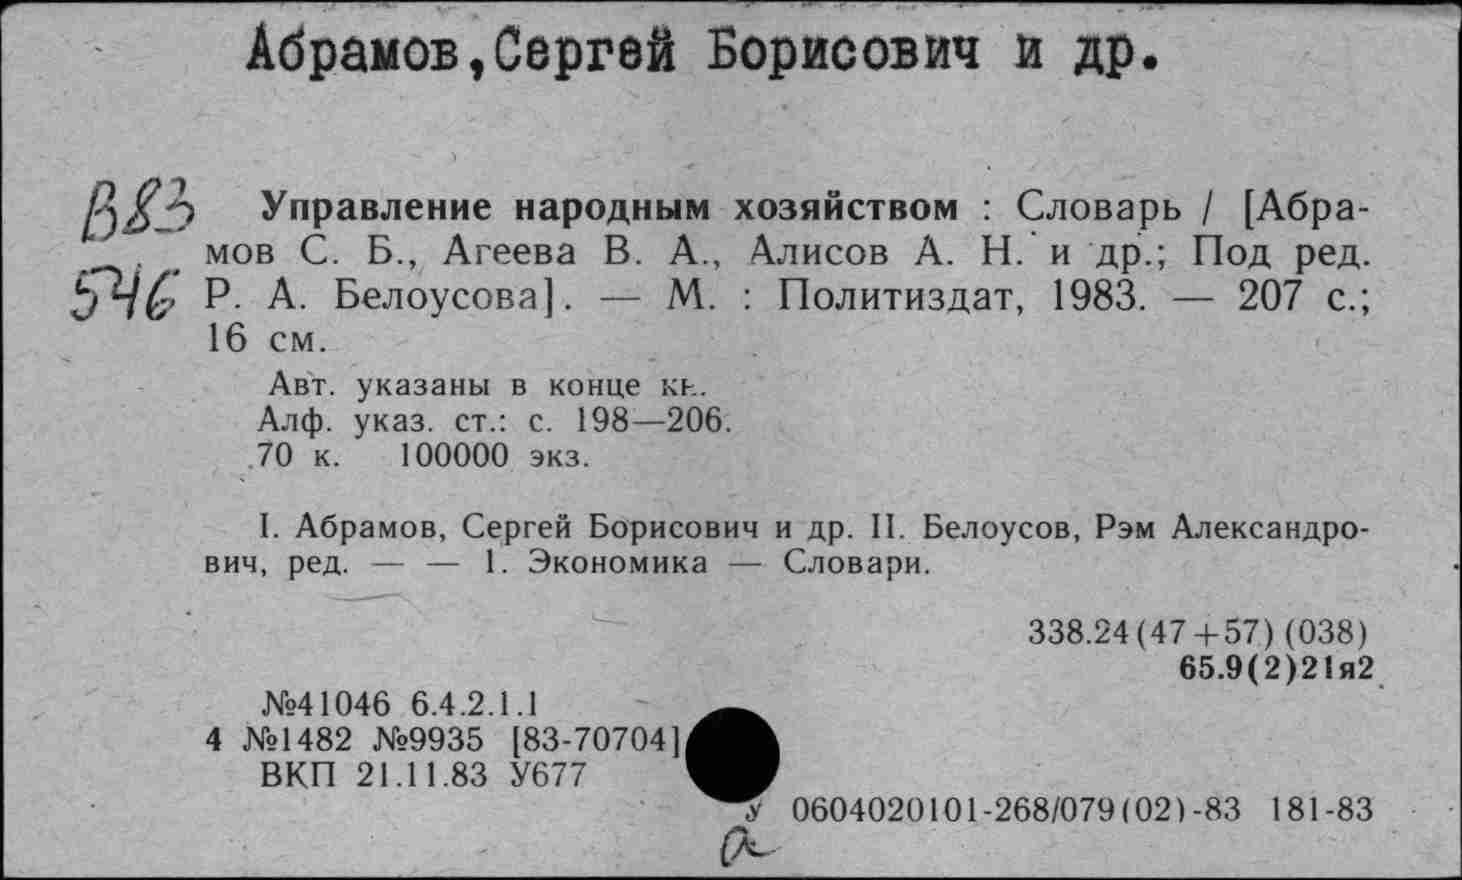 Абрамов,Сергей Борисович и др.
В83
546
Управление народным хозяйством : Словарь / [Абра-
мов С. Б., Агеева В. А., Алисов А. Н. и др.; Под ред.
Р. А. Белоусова]. — М. : Политиздат, 1983. — 207 с.;
16 см.
Авт. указаны в конце кн.
Алф. указ. ст.: с. 198—206.
70 к. 100000 экз.
I. Абрамов, Сергей Борисович и др. II. Белоусов, Рэм Александро-
вич, ред. — — 1. Экономика — Словари.
338.24(47+57)(038)
65.9(2)21я2
№41046 6.4.2.1.1
4 №1482 №9935 [83-70704]
ВКП 21.11.83 У677
У 0604020101-268/079(02)-83 181-83